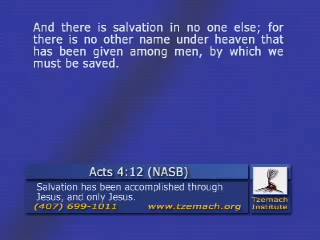 And there is salvation in no one else; for
there is no other name under heaven that
has been given among men, by which we
must be saved.
Acts 4:12 (NASB)
Salvation has been accomplished through
Jesus, and only Jesus.
(407) 699-1011 www.tzemach.org
Tzemach
Institute